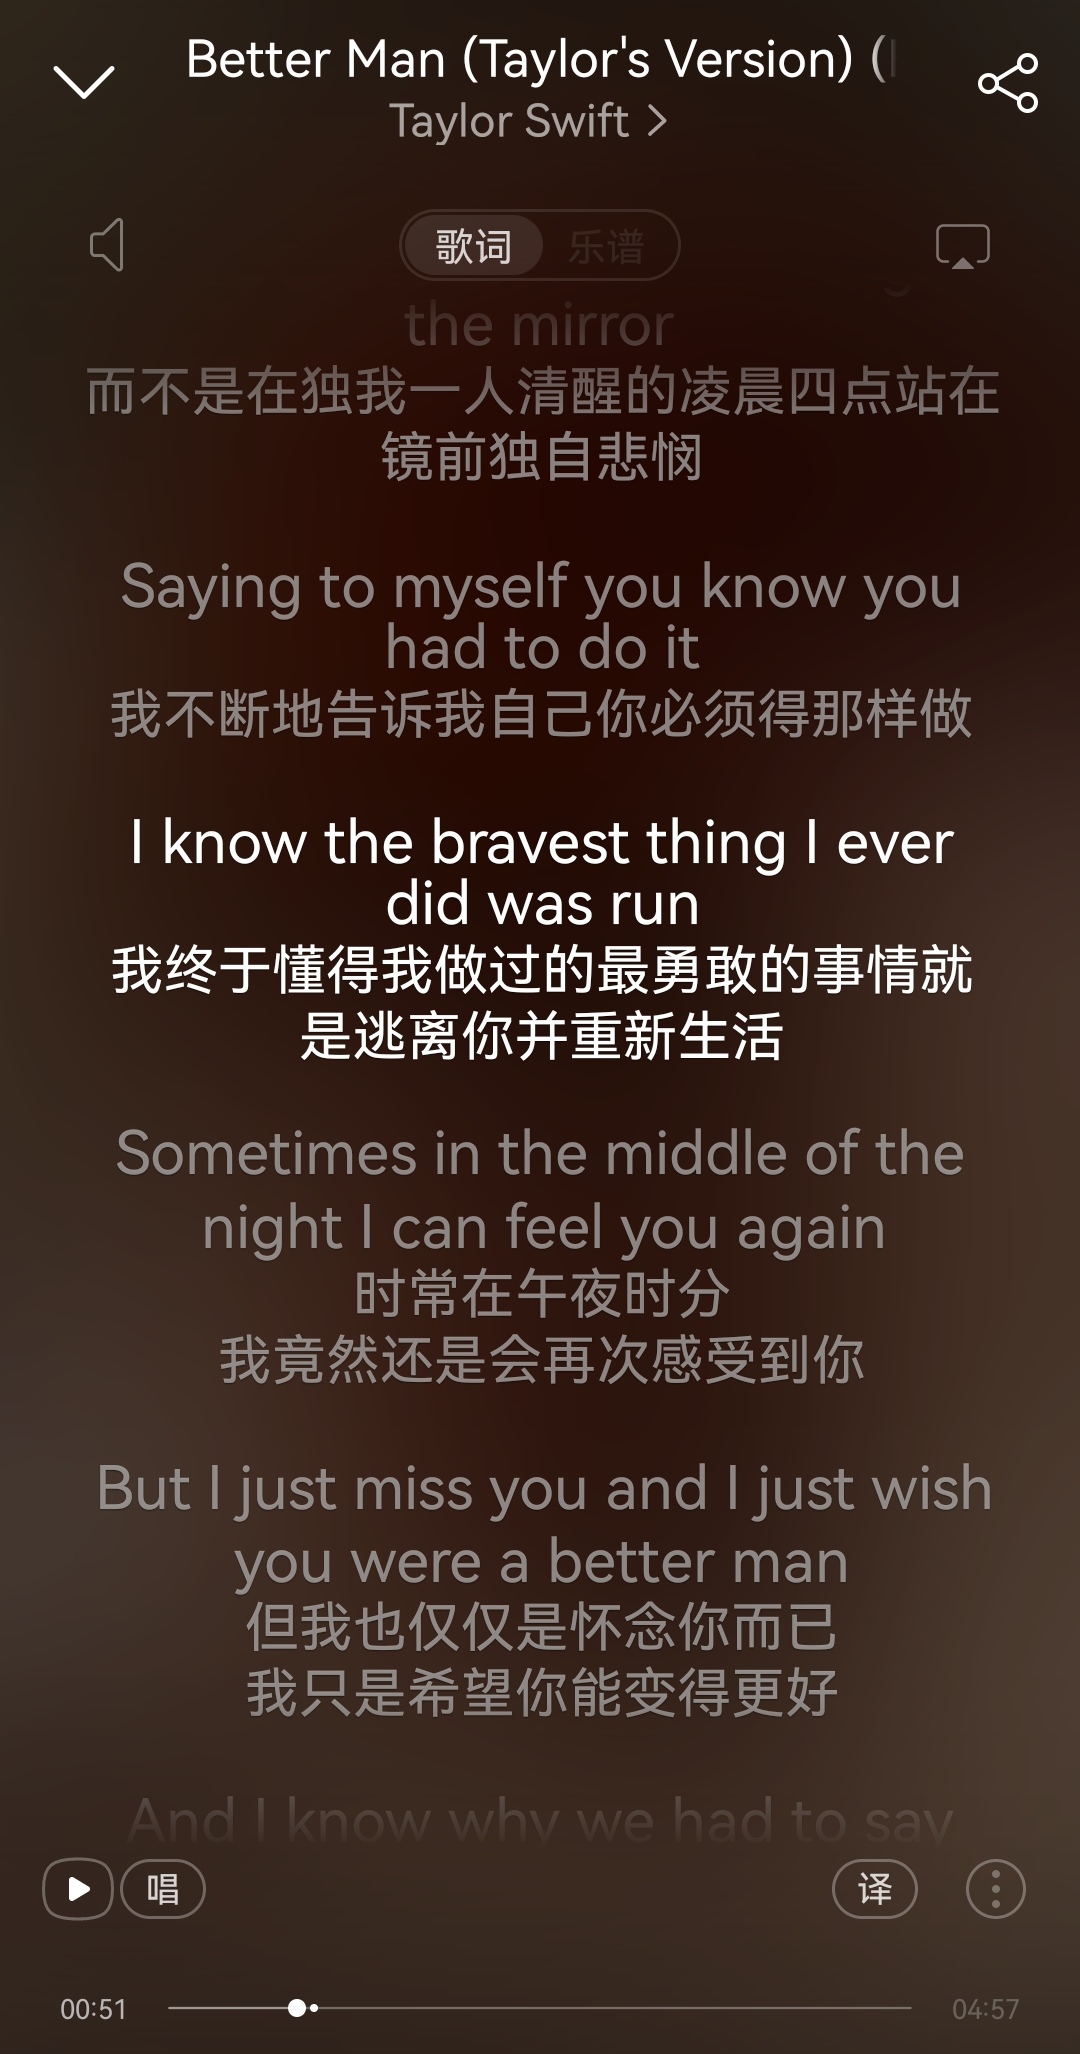 Better Man (Taylor's Version) (
Taylor Swift
歌词 乐谱
the mirror
而不是在独我一人清醒的凌晨四点站在
镜前独自悲悯
Saying to myself you know you
had to do it
我不断地告诉我自己你必须得那样做
I know the bravest thing I ever
did was run
我终于懂得我做过的最勇敢的事情就
是逃离你并重新生活
Sometimes in the middle of the
night I can feel you again
时常在午夜时分
我竟然还是会再次感受到你
But I just miss you and I just wish
you were a better man
但我也仅仅是怀念你而已
我只是希望你能变得更好
And I know why we had to say
唱 译
00:51 04:57